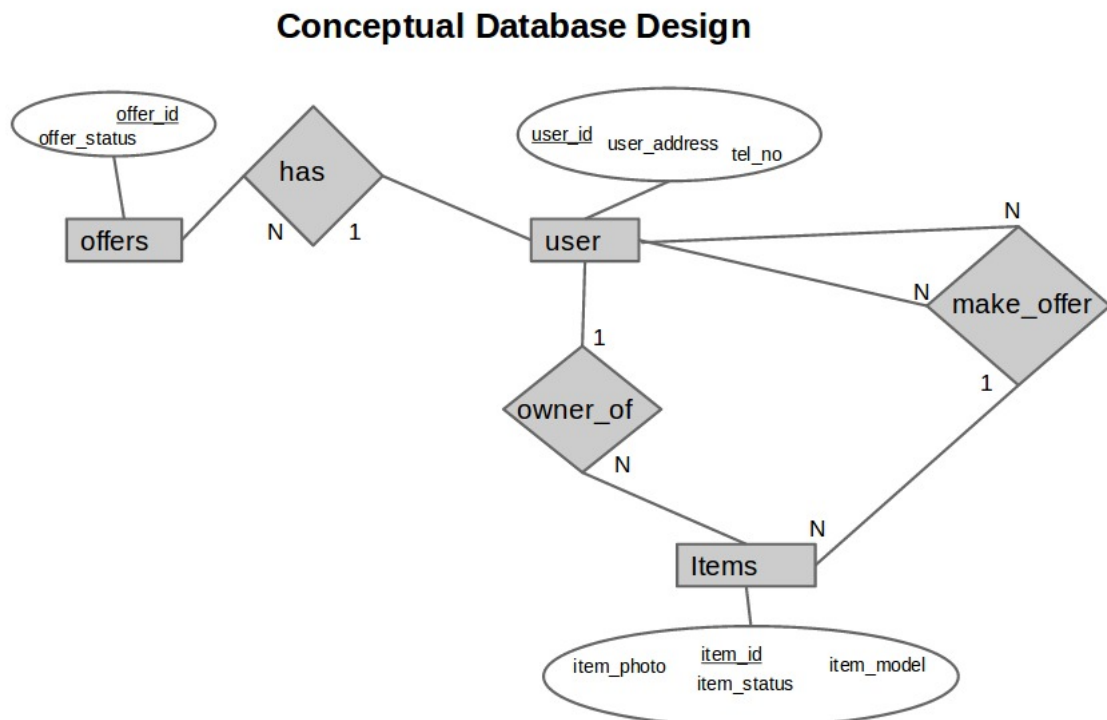 Conceptual Database Design
offer_id
offer_status
has
N
1
offers
user_id
user_address
tel_no
user
N
N
make_offer
1
1
owner_of
N
N
Items
item_photo
item_id
item_model
item_status